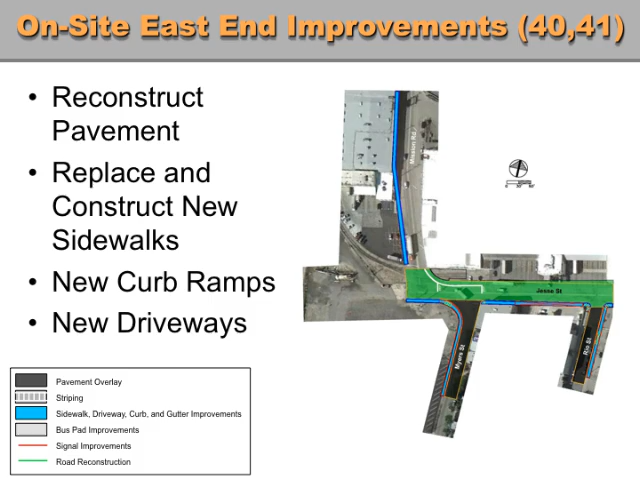 On-Site East End Improvements (40,41)
• Reconstruct
Pavement
• Replace and
Construct New
Sidewalks
• New Curb Ramps
• New Driveways
Mission Rd.
Jesse St
Myers St
Rio St
Pavement Overlay
Striping
Sidewalk, Driveway, Curb, and Gutter Improvements
Bus Pad Improvements
Signal Improvements
Road Reconstruction